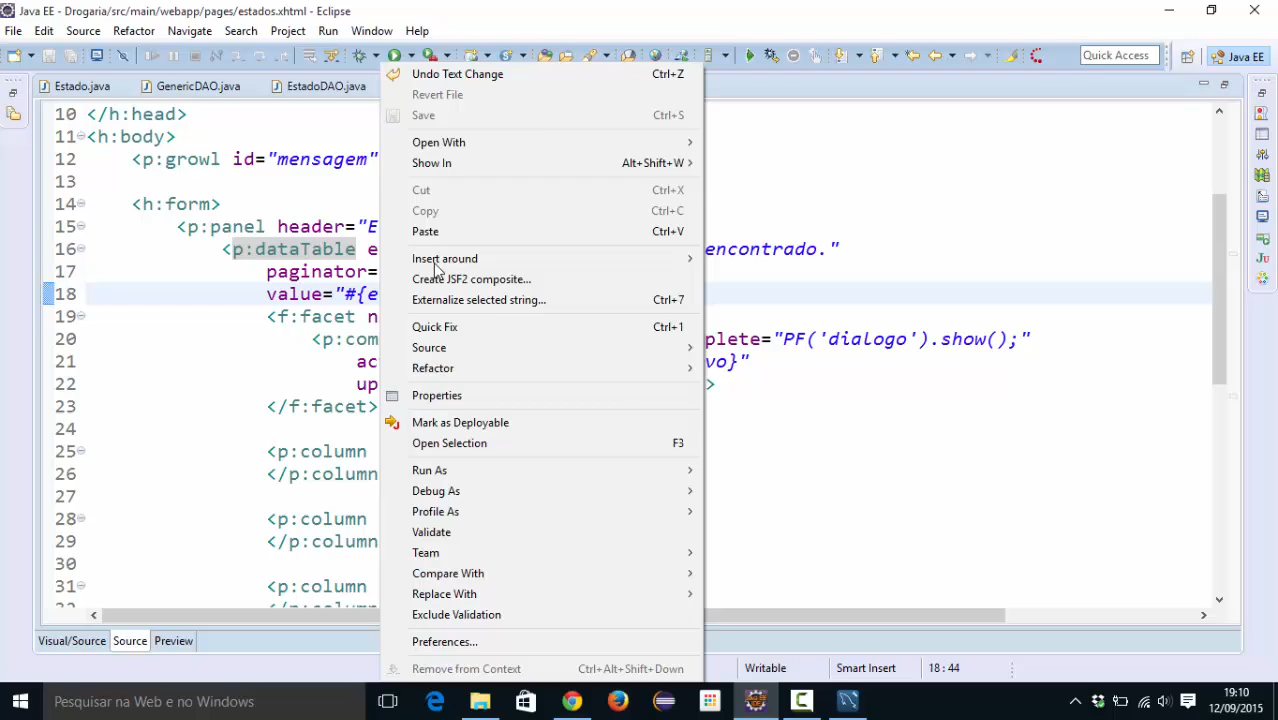 Java EE - Drogaria/src/main/webapp/pages/estados.xhtml - Eclipse
File Edit Source Refactor Navigate Search Project Run Window Help
Quick Access Java EE
Estado.java GenericDAO.java EstadoDAO.java
10 </h:head>
11 <h:body>
12 <p:growl id="mensagem"
13
14 <h:form>
15 <p:panel header="E
16 <p:dataTable e encontrado."
17 paginator=
18 value="#{e
19 <f:facet n
20 <p:com plete="PF('dialogo').show();"
21 ac vo}"
22 up >
23 </f:facet>
24
25 <p:column
26 </p:column
27
28 <p:column
29 </p:column
30
31 <p:column
Undo Text Change Ctrl+Z
Revert File
Save Ctrl+S
Open With
Show In Alt+Shift+W
Cut Ctrl+X
Copy Ctrl+C
Paste Ctrl+V
Insert around
Create JSF2 composite...
Externalize selected string... Ctrl+7
Quick Fix Ctrl+1
Source
Refactor
Properties
Mark as Deployable
Open Selection F3
Run As
Debug As
Profile As
Validate
Team
Compare With
Replace With
Exclude Validation
Preferences...
Remove from Context Ctrl+Alt+Shift+Down
Visual/Source Source Preview
Writable Smart Insert 18 : 44
Pesquisar na Web e no Windows
19:10
12/09/2015